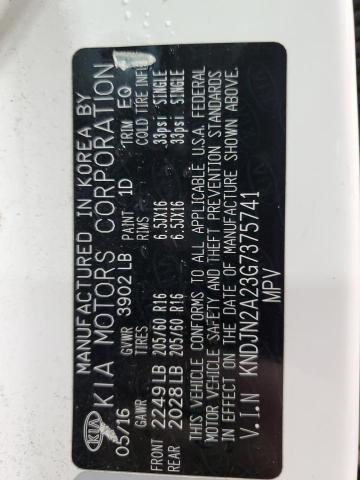 MANUFACTURED IN KOREA BY
KIA KIA MOTORS CORPORATION
05/16 GVWR 3902LB PAINT 1D TRIM EQ
GAWR TIRES RIMS COLD TIRE INFL
FRONT 2249LB 205/60 R16 6.5JX16 33psi SINGLE
REAR 2028LB 205/60 R16 6.5JX16 33psi SINGLE
THIS VEHICLE CONFORMS TO ALL APPLICABLE U.S.A. FEDERAL
MOTOR VEHICLE SAFETY AND THEFT PREVENTION STANDARDS
IN EFFECT ON THE DATE OF MANUFACTURE SHOWN ABOVE.
V.I.N KNDJN2A23G7375741
MPV